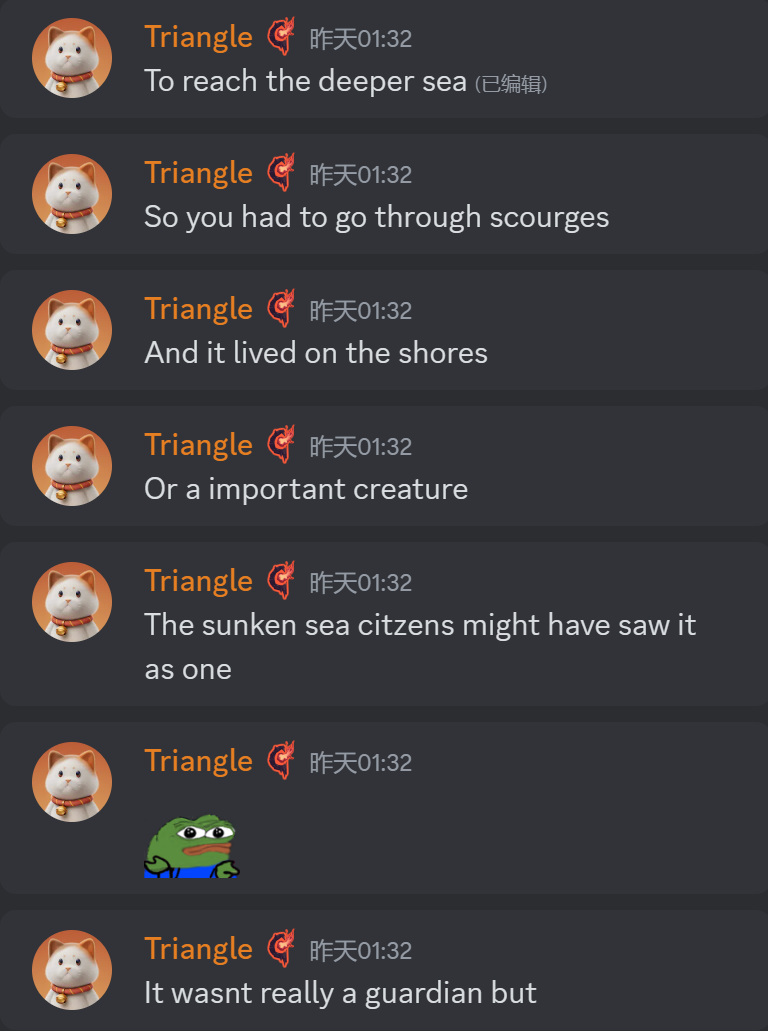 Triangle 昨天01:32
To reach the deeper sea (已编辑)
Triangle 昨天01:32
So you had to go through scourges
Triangle 昨天01:32
And it lived on the shores
Triangle 昨天01:32
Or a important creature
Triangle 昨天01:32
The sunken sea citzens might have saw it
as one
Triangle 昨天01:32
Triangle 昨天01:32
It wasnt really a guardian but